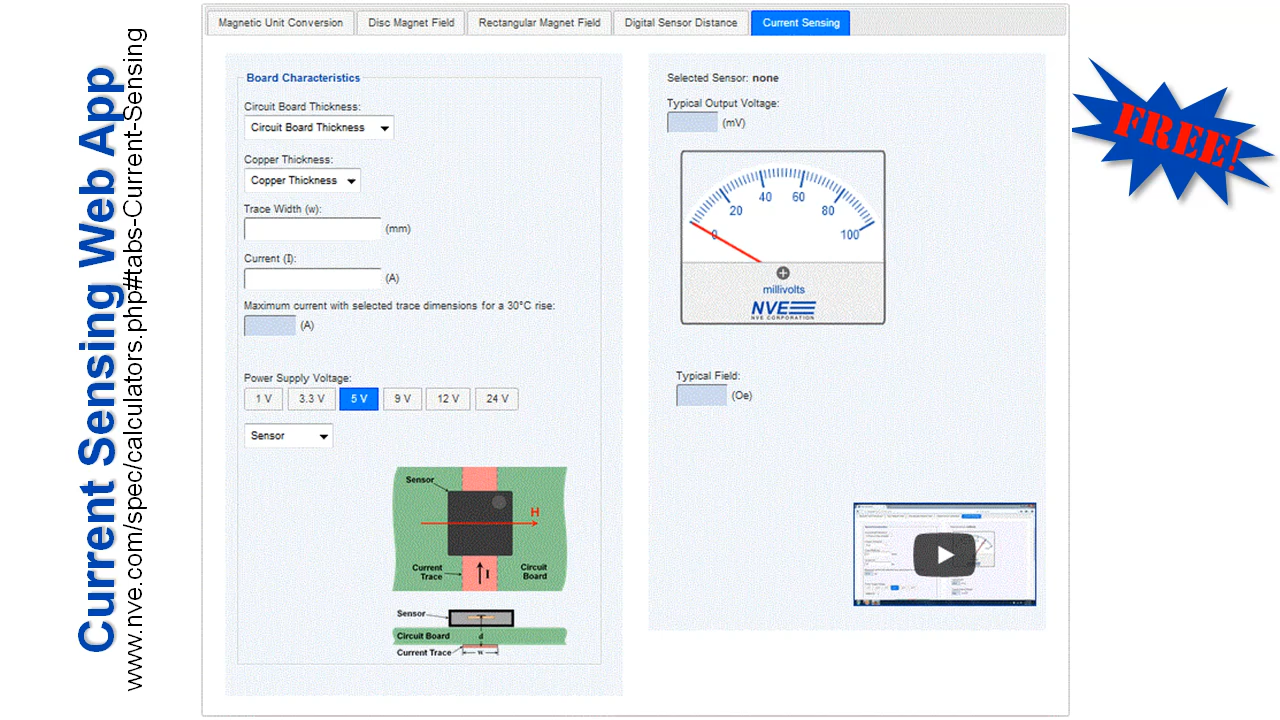 Current Sensing Web App
www.nve.com/spec/calculators.php#tabs-Current-Sensing
Magnetic Unit Conversion
Disc Magnet Field
Rectangular Magnet Field
Digital Sensor Distance
Current Sensing
FREE!
Board Characteristics
Circuit Board Thickness:
Circuit Board Thickness
Copper Thickness:
Copper Thickness
Trace Width (w):
(mm)
Current (I):
(A)
Maximum current with selected trace dimensions for a 30°C rise:
(A)
Power Supply Voltage:
1 V
3.3 V
5 V
9 V
12 V
24 V
Sensor
Sensor
H
Current
Trace
I
Circuit
Board
Sensor
Circuit Board
d
Current Trace
w
Selected Sensor: none
Typical Output Voltage:
(mV)
0
20
40
60
80
100
millivolts
NVE
NVE CORPORATION
Typical Field:
(Oe)